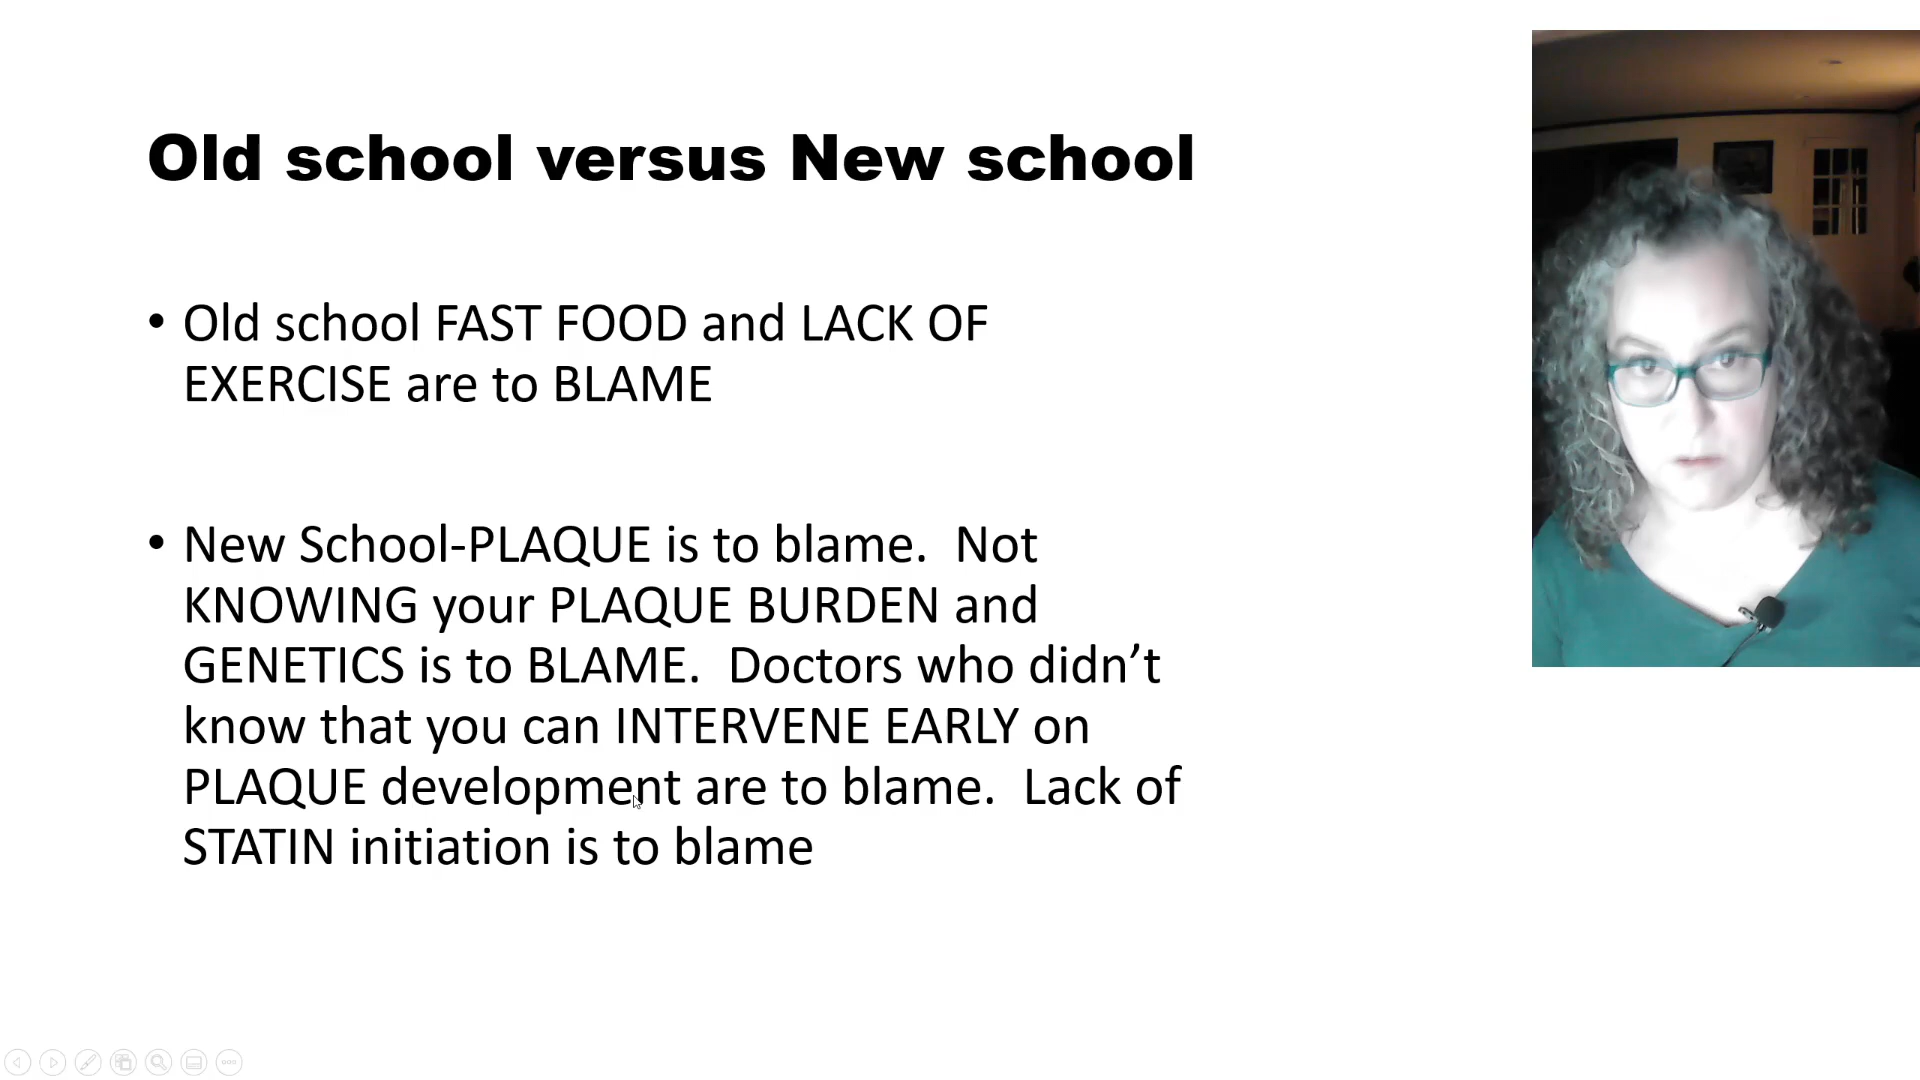 Old school versus New school
• Old school FAST FOOD and LACK OF
EXERCISE are to BLAME
• New School-PLAQUE is to blame.  Not
KNOWING your PLAQUE BURDEN and
GENETICS is to BLAME.  Doctors who didn’t
know that you can INTERVENE EARLY on
PLAQUE development are to blame.  Lack of
STATIN initiation is to blame